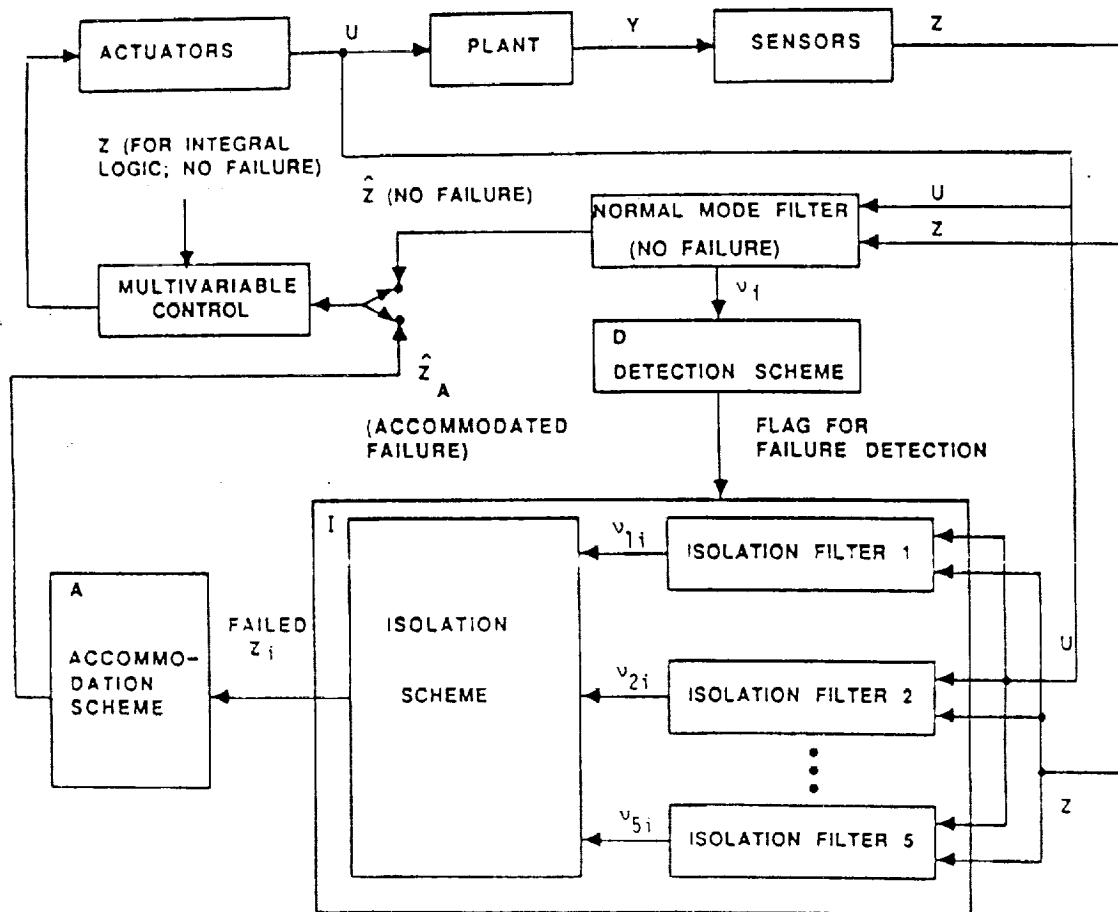 ACTUATORS
U
PLANT
Y
SENSORS
Z
Z (FOR INTEGRAL
LOGIC; NO FAILURE)
Ẑ (NO FAILURE)
NORMAL MODE FILTER
(NO FAILURE)
U
Z
MULTIVARIABLE
CONTROL
ν1
D
DETECTION SCHEME
ẐA
(ACCOMMODATED
FAILURE)
FLAG FOR
FAILURE DETECTION
I
ISOLATION
SCHEME
ν1i
ISOLATION FILTER 1
A
ACCOMMO-
DATION
SCHEME
FAILED
Zi
ν2i
ISOLATION FILTER 2
U
Z
ν5i
ISOLATION FILTER 5